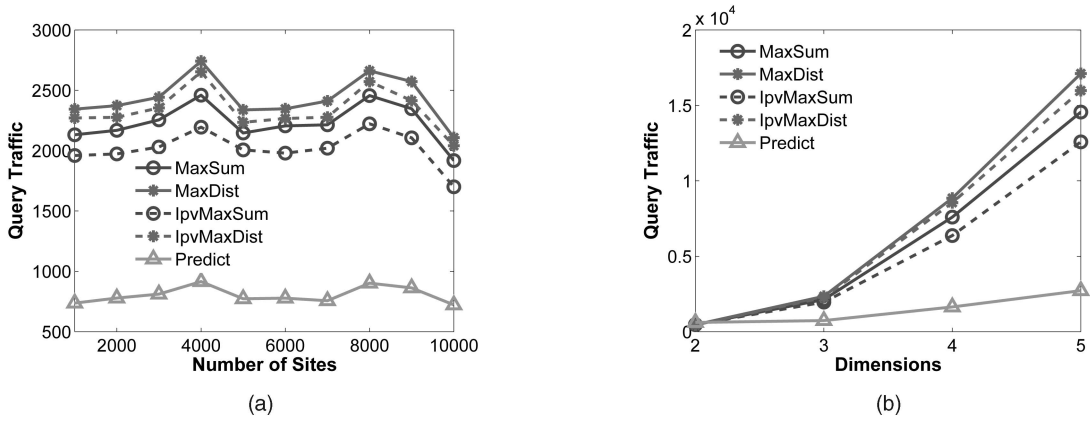 3000
2500
2000
1500
1000
500
Query Traffic
MaxSum
MaxDist
IpvMaxSum
IpvMaxDist
Predict
2000 4000 6000 8000 10000
Number of Sites
(a)
2 x 10^4
1.5
1
0.5
0
Query Traffic
MaxSum
MaxDist
IpvMaxSum
IpvMaxDist
Predict
2 3 4 5
Dimensions
(b)